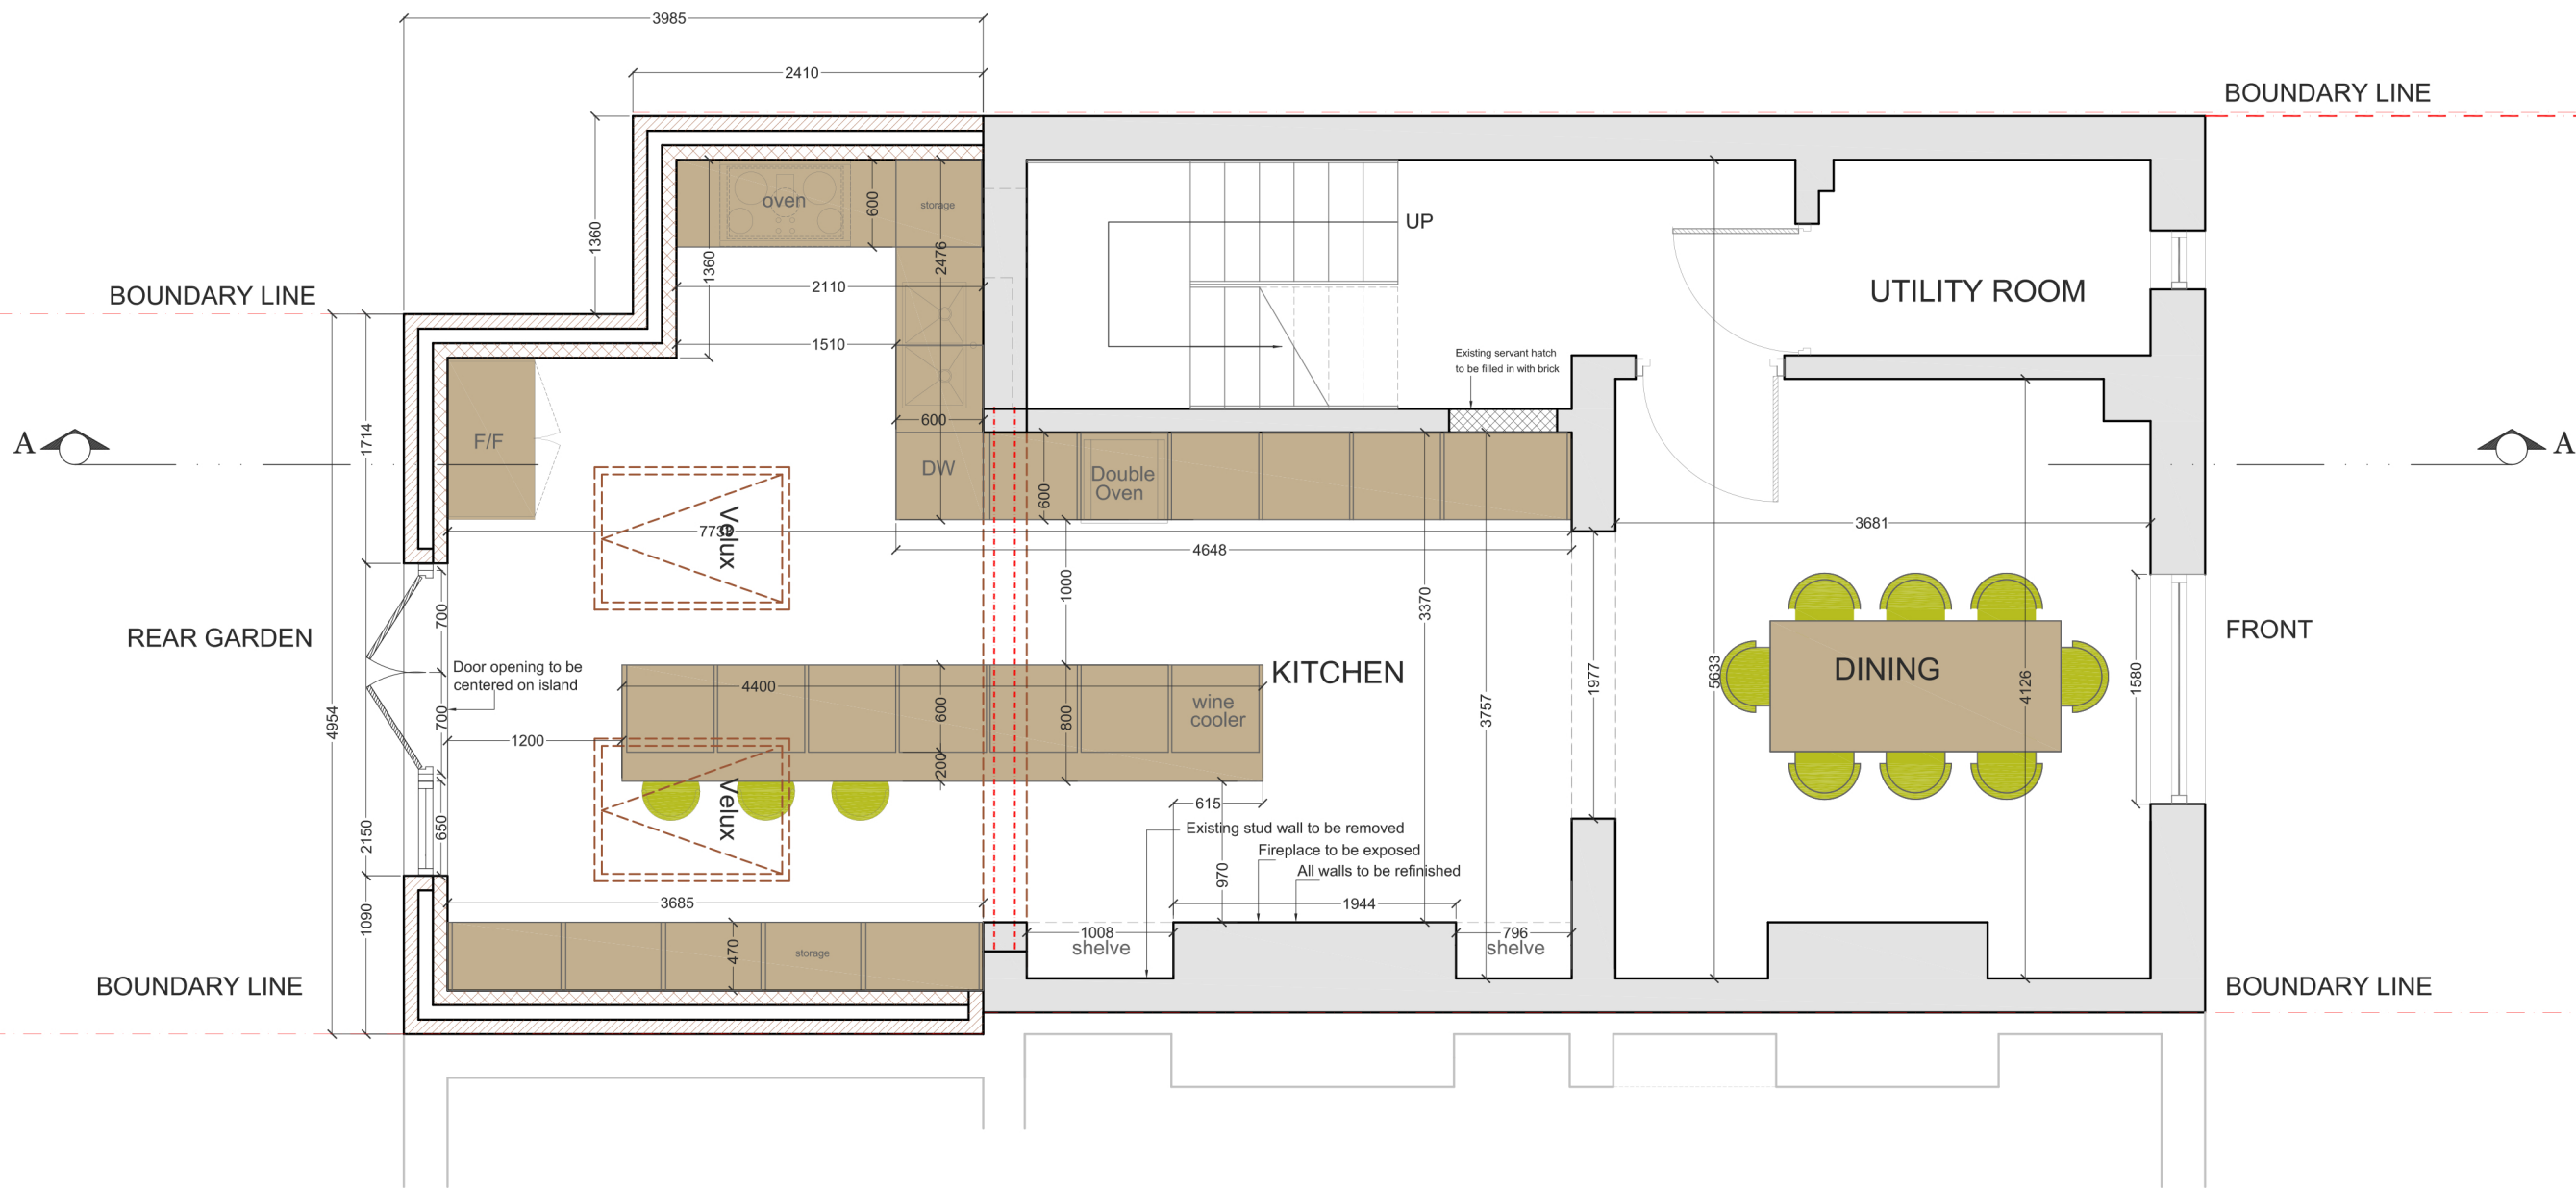 3985
2410
BOUNDARY LINE
oven
600
storage
1360
UP
2476
1360
2110
UTILITY ROOM
BOUNDARY LINE
1510
Existing servant hatch
to be filled in with brick
600
1714
A
F/F
DW
600
Double
Oven
A
Velux
4648
3681
1000
700
3370
REAR GARDEN
FRONT
Door opening to be
centered on island
KITCHEN
DINING
4400
5633
1977
4126
1580
4954
700
1200
600
800
wine
cooler
3757
200
Velux
615
2150
650
Existing stud wall to be removed
Fireplace to be exposed
All walls to be refinished
970
3685
1944
1090
1008
796
shelve
shelve
470
storage
BOUNDARY LINE
BOUNDARY LINE